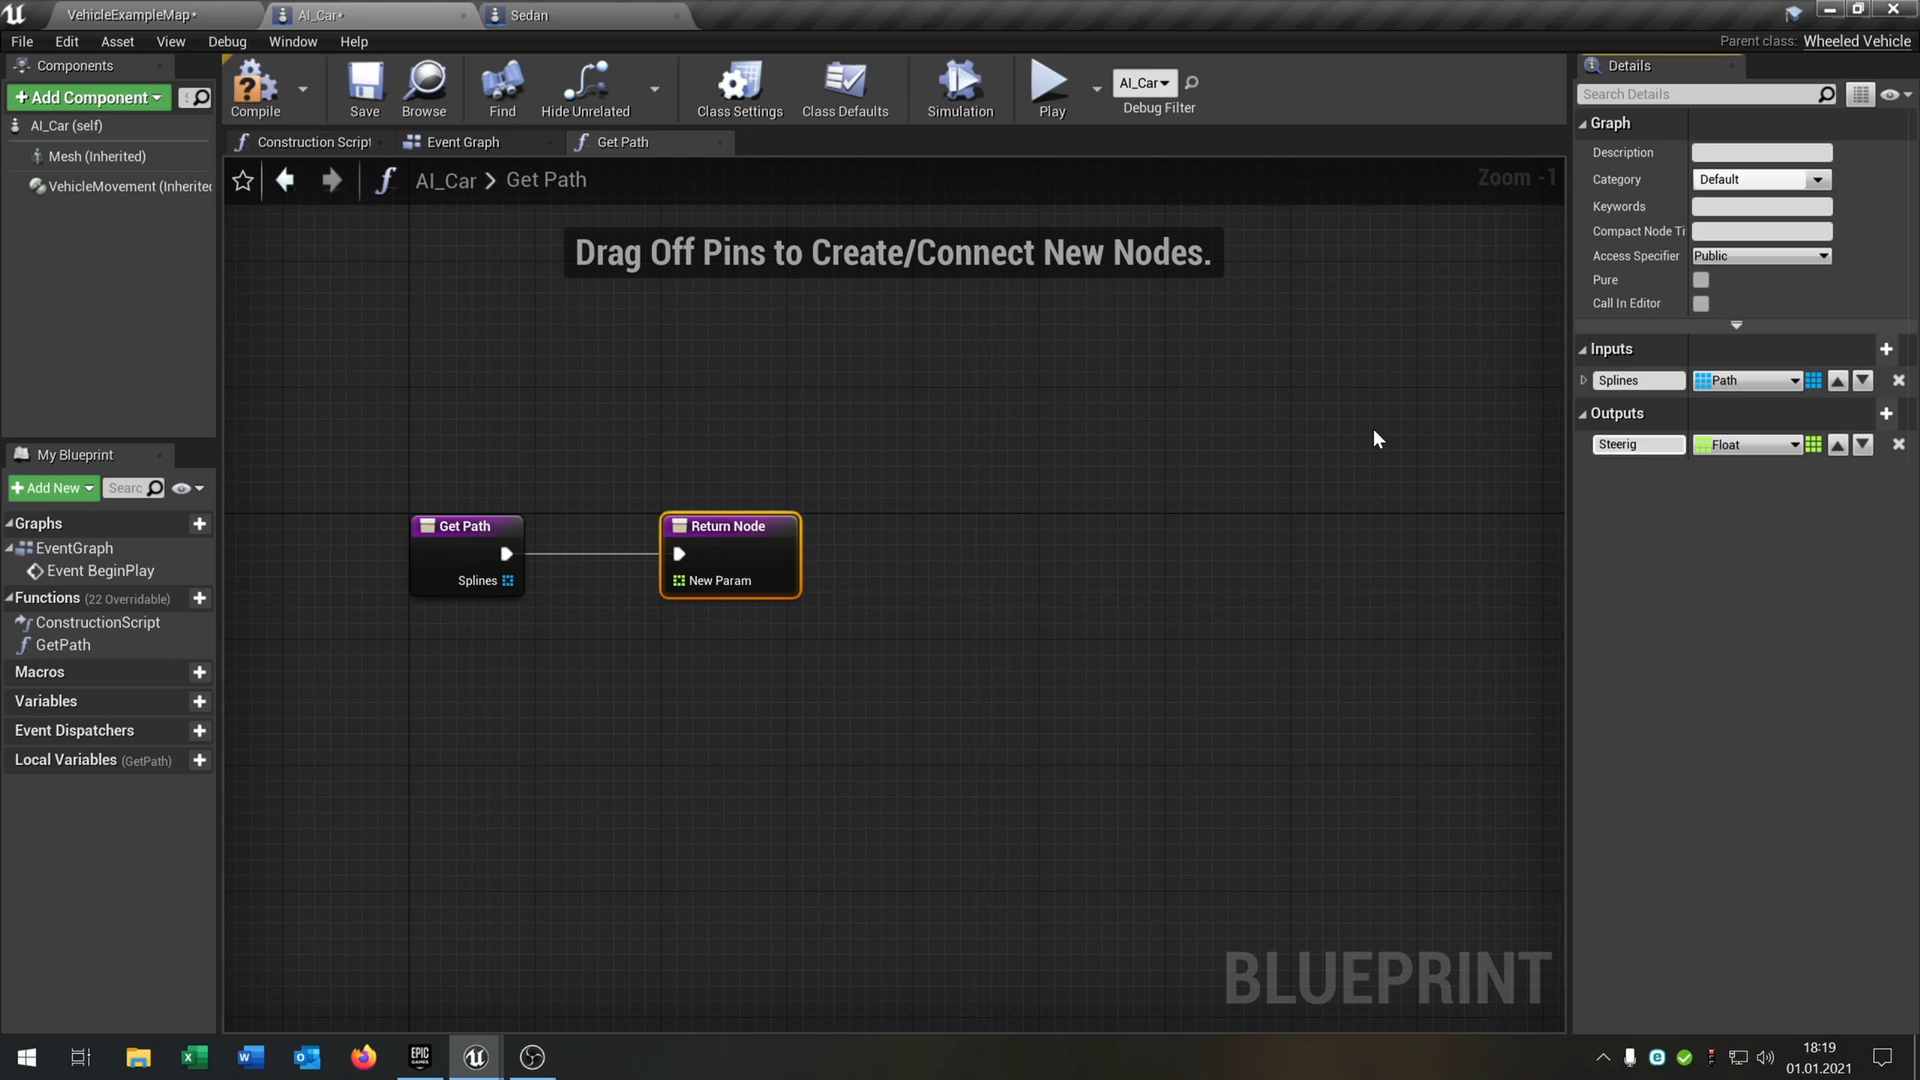 VehicleExampleMap*
AI_Car*
Sedan
File
Edit
Asset
View
Debug
Window
Help
Parent class: Wheeled Vehicle
Components
+Add Component
AI_Car (self)
Mesh (Inherited)
VehicleMovement (Inherited
Compile
Save
Browse
Find
Hide Unrelated
Class Settings
Class Defaults
Simulation
Play
AI_Car
Debug Filter
Construction Script
Event Graph
Get Path
AI_Car > Get Path
Zoom -1
Drag Off Pins to Create/Connect New Nodes.
Get Path
Splines
Return Node
New Param
BLUEPRINT
My Blueprint
+Add New
Searc
Graphs
EventGraph
Event BeginPlay
Functions (22 Overridable)
ConstructionScript
GetPath
Macros
Variables
Event Dispatchers
Local Variables (GetPath)
Details
Search Details
Graph
Description
Category
Default
Keywords
Compact Node Ti
Access Specifier
Public
Pure
Call In Editor
Inputs
Splines
Path
Outputs
Steerig
Float
EPIC
GAMES
18:19
01.01.2021